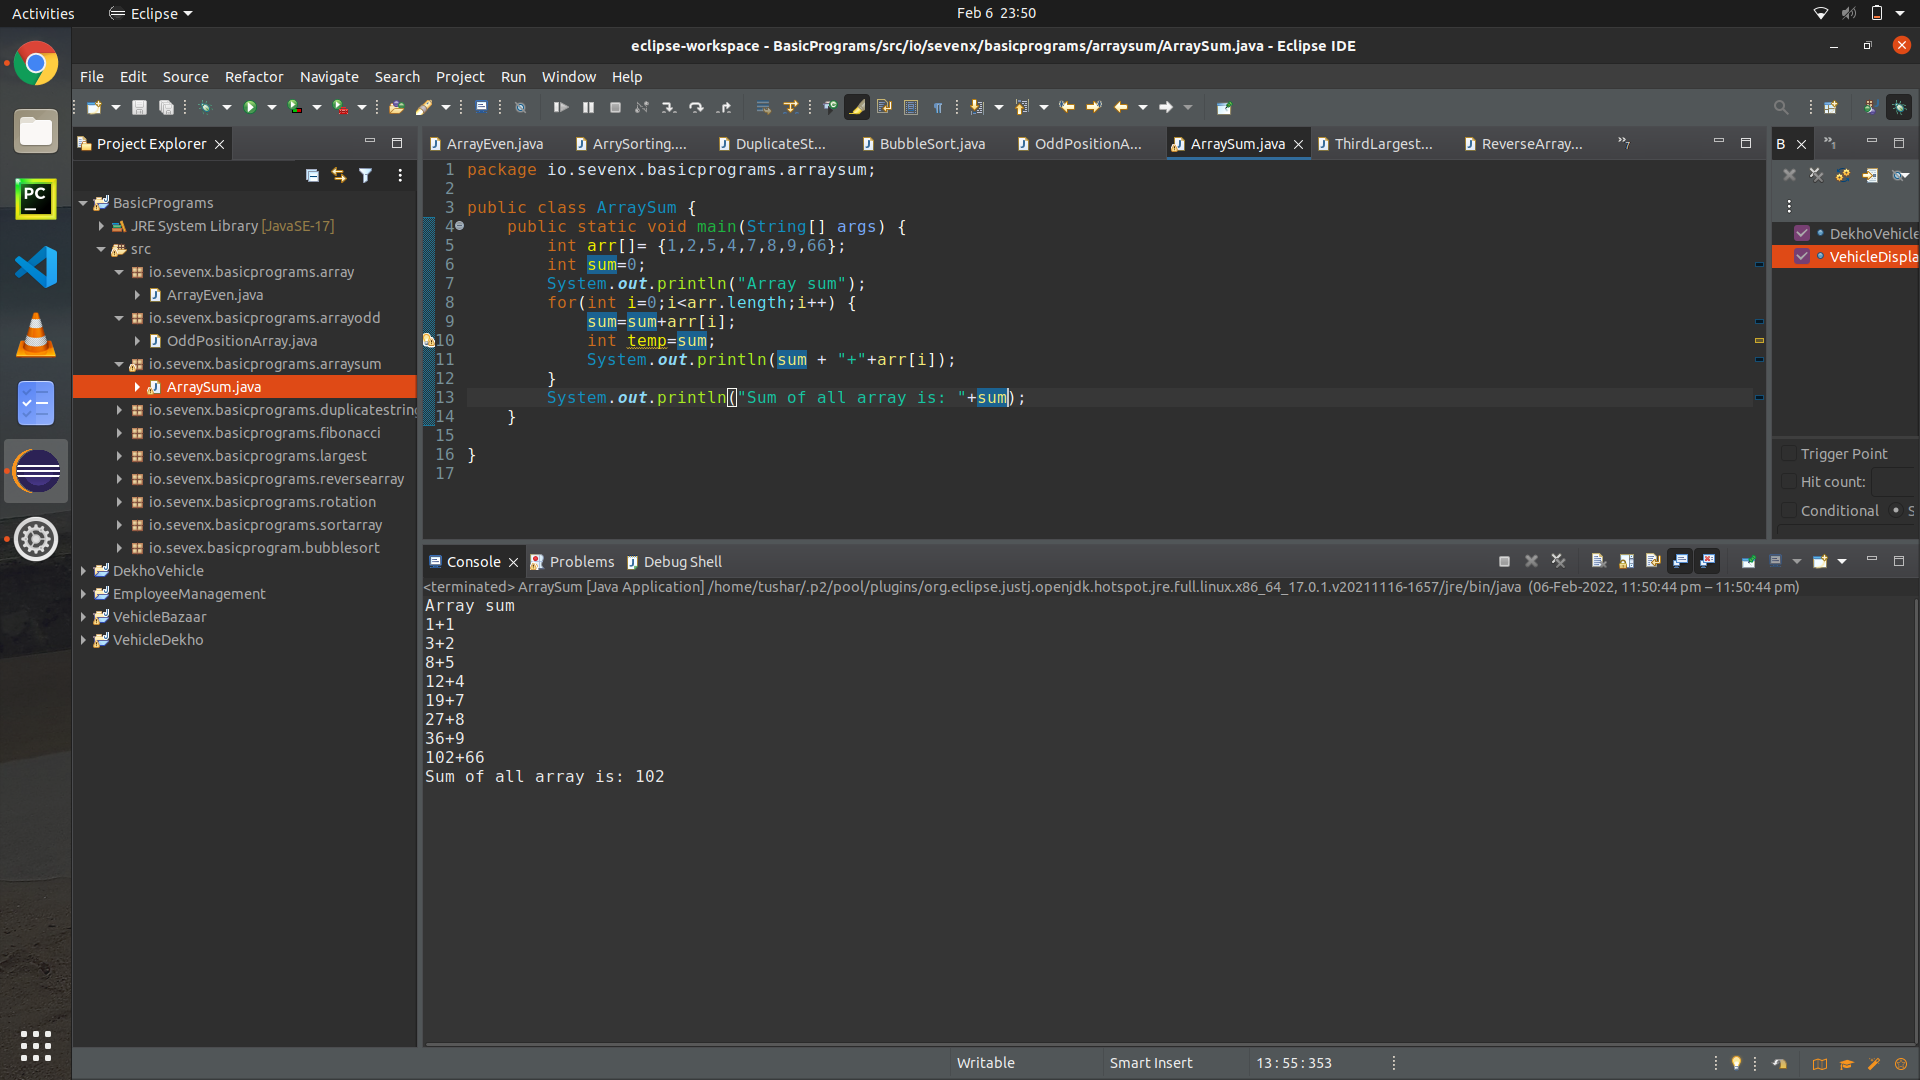 Activities
Eclipse
Feb 6 23:50
eclipse-workspace - BasicPrograms/src/io/sevenx/basicprograms/arraysum/ArraySum.java - Eclipse IDE
File Edit Source Refactor Navigate Search Project Run Window Help
Project Explorer
BasicPrograms
JRE System Library [JavaSE-17]
src
io.sevenx.basicprograms.array
ArrayEven.java
io.sevenx.basicprograms.arrayodd
OddPositionArray.java
io.sevenx.basicprograms.arraysum
ArraySum.java
io.sevenx.basicprograms.duplicatestring
io.sevenx.basicprograms.fibonacci
io.sevenx.basicprograms.largest
io.sevenx.basicprograms.reversearray
io.sevenx.basicprograms.rotation
io.sevenx.basicprograms.sortarray
io.sevex.basicprogram.bubblesort
DekhoVehicle
EmployeeManagement
VehicleBazaar
VehicleDekho
PC
ArrayEven.java ArrySorting.... DuplicateSt... BubbleSort.java OddPositionA... ArraySum.java ThirdLargest... ReverseArray... »7
1 package io.sevenx.basicprograms.arraysum;
2
3 public class ArraySum {
4 public static void main(String[] args) {
5 int arr[]= {1,2,5,4,7,8,9,66};
6 int sum=0;
7 System.out.println("Array sum");
8 for(int i=0;i<arr.length;i++) {
9 sum=sum+arr[i];
10 int temp=sum;
11 System.out.println(sum + "+"+arr[i]);
12 }
13 System.out.println("Sum of all array is: "+sum);
14 }
15
16 }
17
B »1
DekhoVehicle
VehicleDispla
Trigger Point
Hit count:
Conditional S
Console Problems Debug Shell
<terminated> ArraySum [Java Application] /home/tushar/.p2/pool/plugins/org.eclipse.justj.openjdk.hotspot.jre.full.linux.x86_64_17.0.1.v20211116-1657/jre/bin/java (06-Feb-2022, 11:50:44 pm – 11:50:44 pm)
Array sum
1+1
3+2
8+5
12+4
19+7
27+8
36+9
102+66
Sum of all array is: 102
Writable
Smart Insert
13 : 55 : 353